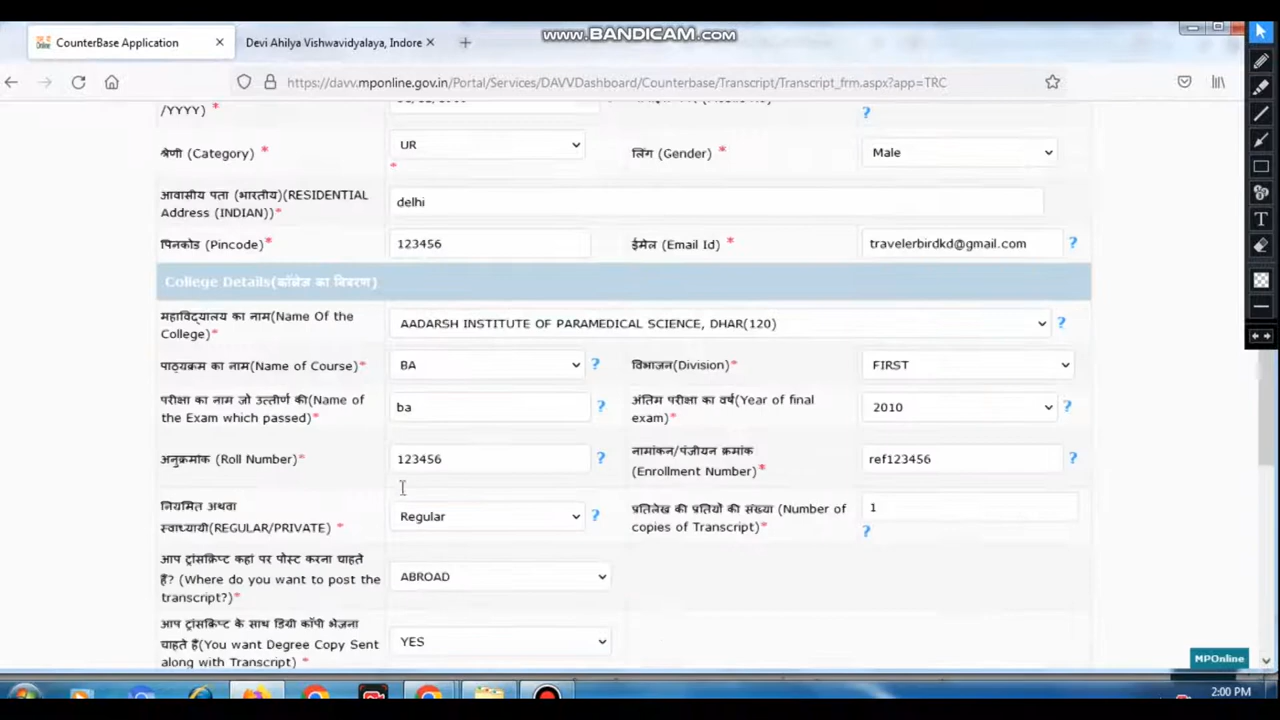 www.BANDICAM.com
CounterBase Application
Devi Ahilya Vishwavidyalaya, Indore
https://davv.mponline.gov.in/Portal/Services/DAVVDashboard/Counterbase/Transcript/Transcript_frm.aspx?app=TRC
/YYYY) *
?
श्रेणी (Category) *
UR
*
लिंग (Gender) *
Male
आवासीय पता (भारतीय)(RESIDENTIAL
Address (INDIAN))*
delhi
पिनकोड (Pincode)*
123456
ईमेल (Email Id) *
travelerbirdkd@gmail.com
?
College Details(कॉलेज का विवरण)
महाविद्यालय का नाम(Name Of the
College)*
AADARSH INSTITUTE OF PARAMEDICAL SCIENCE, DHAR(120)
?
पाठ्यक्रम का नाम(Name of Course)*
BA
?
विभाजन(Division)*
FIRST
परीक्षा का नाम जो उत्तीर्ण की(Name of
the Exam which passed)*
ba
?
अंतिम परीक्षा का वर्ष(Year of final
exam)*
2010
?
अनुक्रमांक (Roll Number)*
123456
?
नामांकन/पंजीयन क्रमांक
(Enrollment Number)*
ref123456
?
नियमित अथवा
स्वाध्यायी(REGULAR/PRIVATE) *
Regular
?
प्रतिलेख की प्रतियों की संख्या (Number of
copies of Transcript)*
1
?
आप ट्रांसक्रिप्ट कहां पर पोस्ट करना चाहते
हैं? (Where do you want to post the
transcript?)*
ABROAD
आप ट्रांसक्रिप्ट के साथ डिग्री कॉपी भेजना
चाहते हैं(You want Degree Copy Sent
along with Transcript) *
YES
MPOnline
2:00 PM